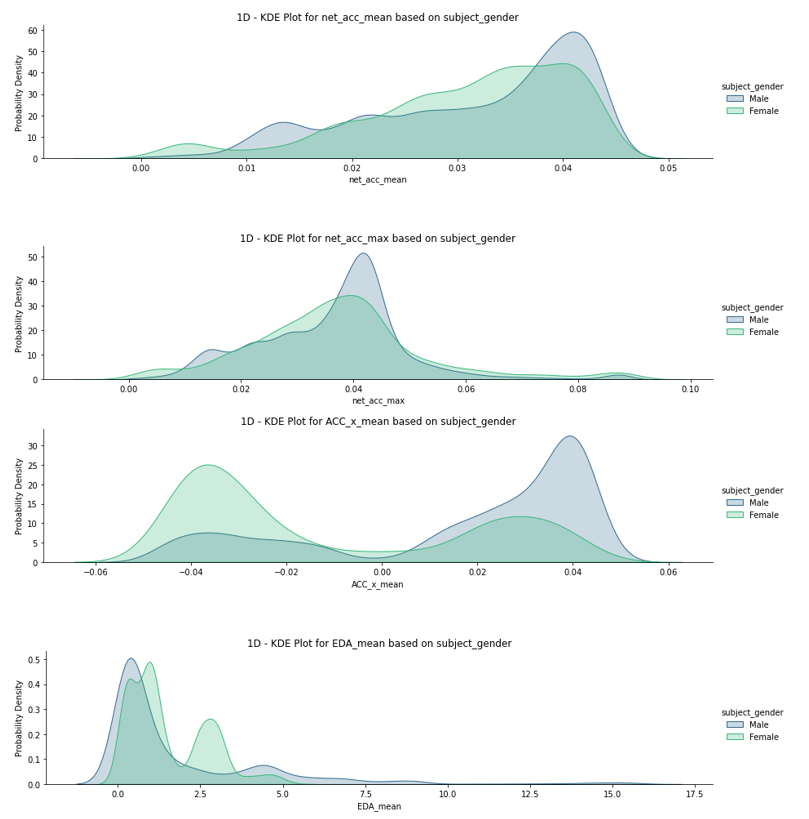 1D - KDE Plot for net_acc_mean based on subject_gender
Probability Density
60
50
40
30
20
10
0
0.00 0.01 0.02 0.03 0.04 0.05
net_acc_mean
subject_gender
Male
Female
1D - KDE Plot for net_acc_max based on subject_gender
Probability Density
50
40
30
20
10
0
0.00 0.02 0.04 0.06 0.08 0.10
net_acc_max
subject_gender
Male
Female
1D - KDE Plot for ACC_x_mean based on subject_gender
Probability Density
30
25
20
15
10
5
0
−0.06 −0.04 −0.02 0.00 0.02 0.04 0.06
ACC_x_mean
subject_gender
Male
Female
1D - KDE Plot for EDA_mean based on subject_gender
Probability Density
0.5
0.4
0.3
0.2
0.1
0.0
0.0 2.5 5.0 7.5 10.0 12.5 15.0 17.5
EDA_mean
subject_gender
Male
Female